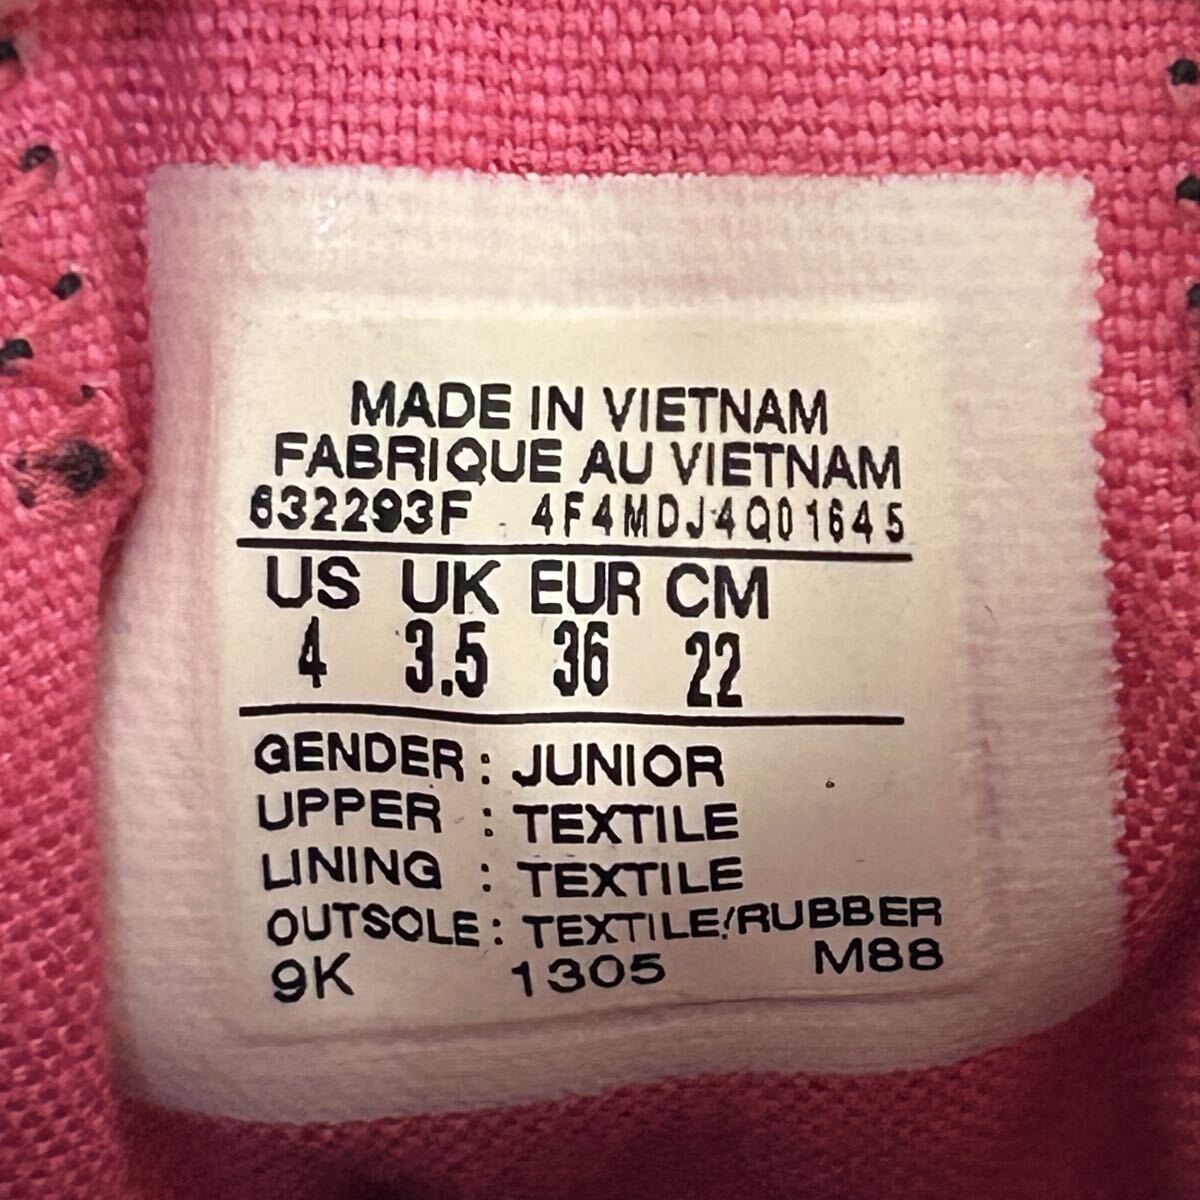 MADE IN VIETNAM
FABRIQUE AU VIETNAM
632293F 4F4MDJ4Q01645
US UK EUR CM
4 3.5 36 22
GENDER : JUNIOR
UPPER : TEXTILE
LINING : TEXTILE
OUTSOLE : TEXTILE/RUBBER
9K 1305 M88